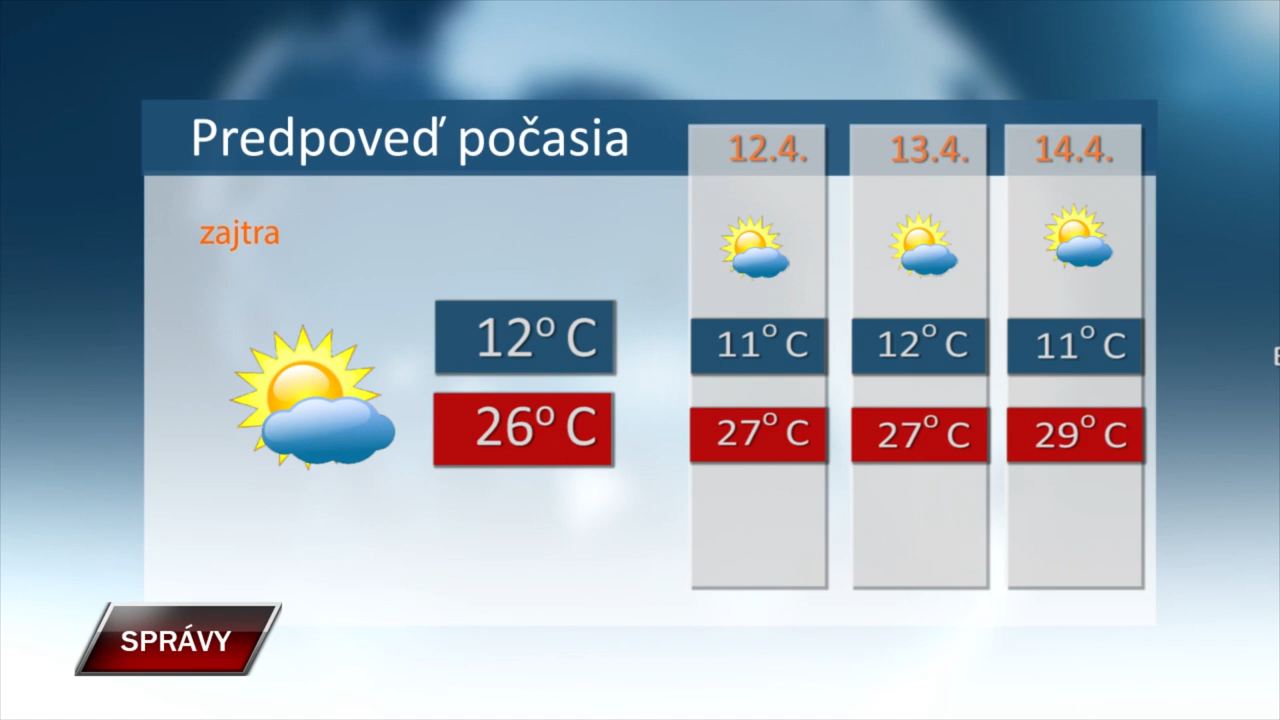 Predpoveď počasia
12.4.
13.4.
14.4.
zajtra
12° C
26° C
11° C
12° C
11° C
27° C
27° C
29° C
SPRÁVY